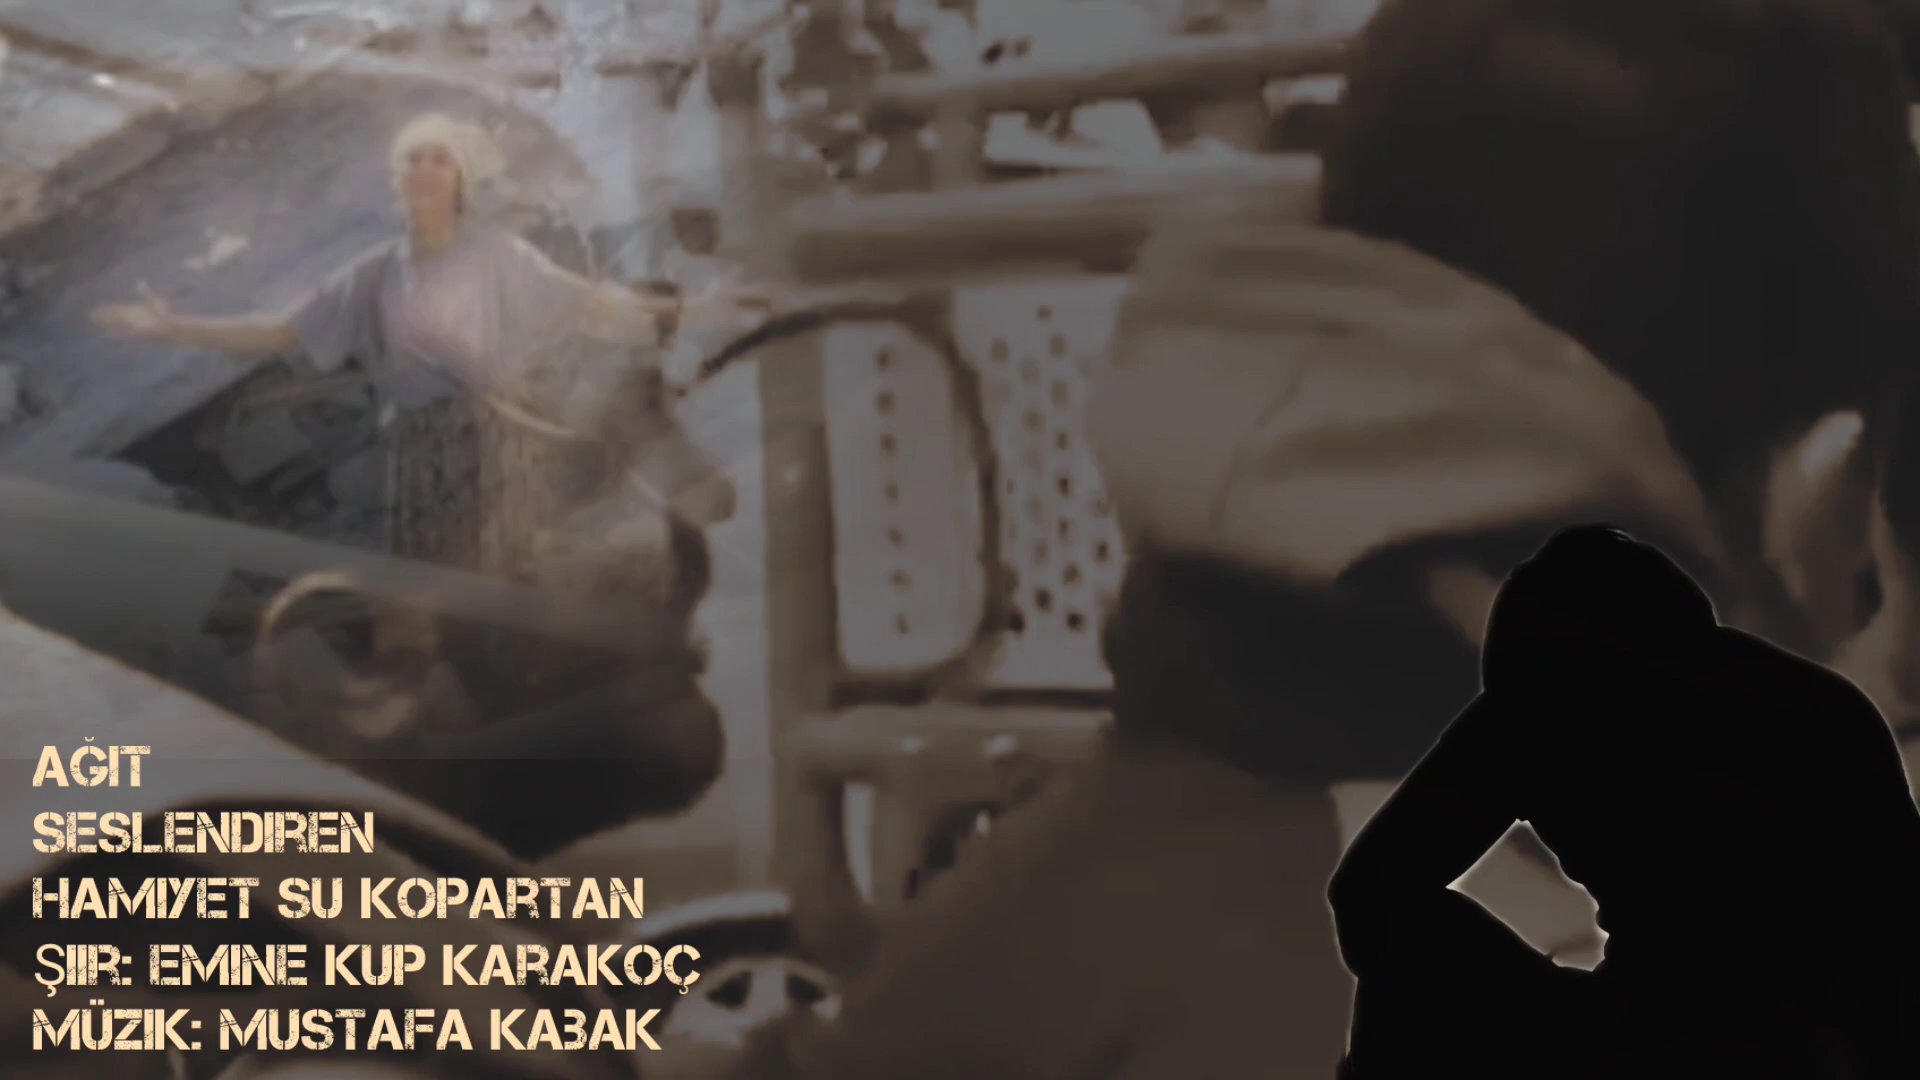 AĞIT
SESLENDIREN
HAMIYET SU KOPARTAN
ŞIIR: EMINE KUP KARAKOÇ
MÜZIK: MUSTAFA KABAK